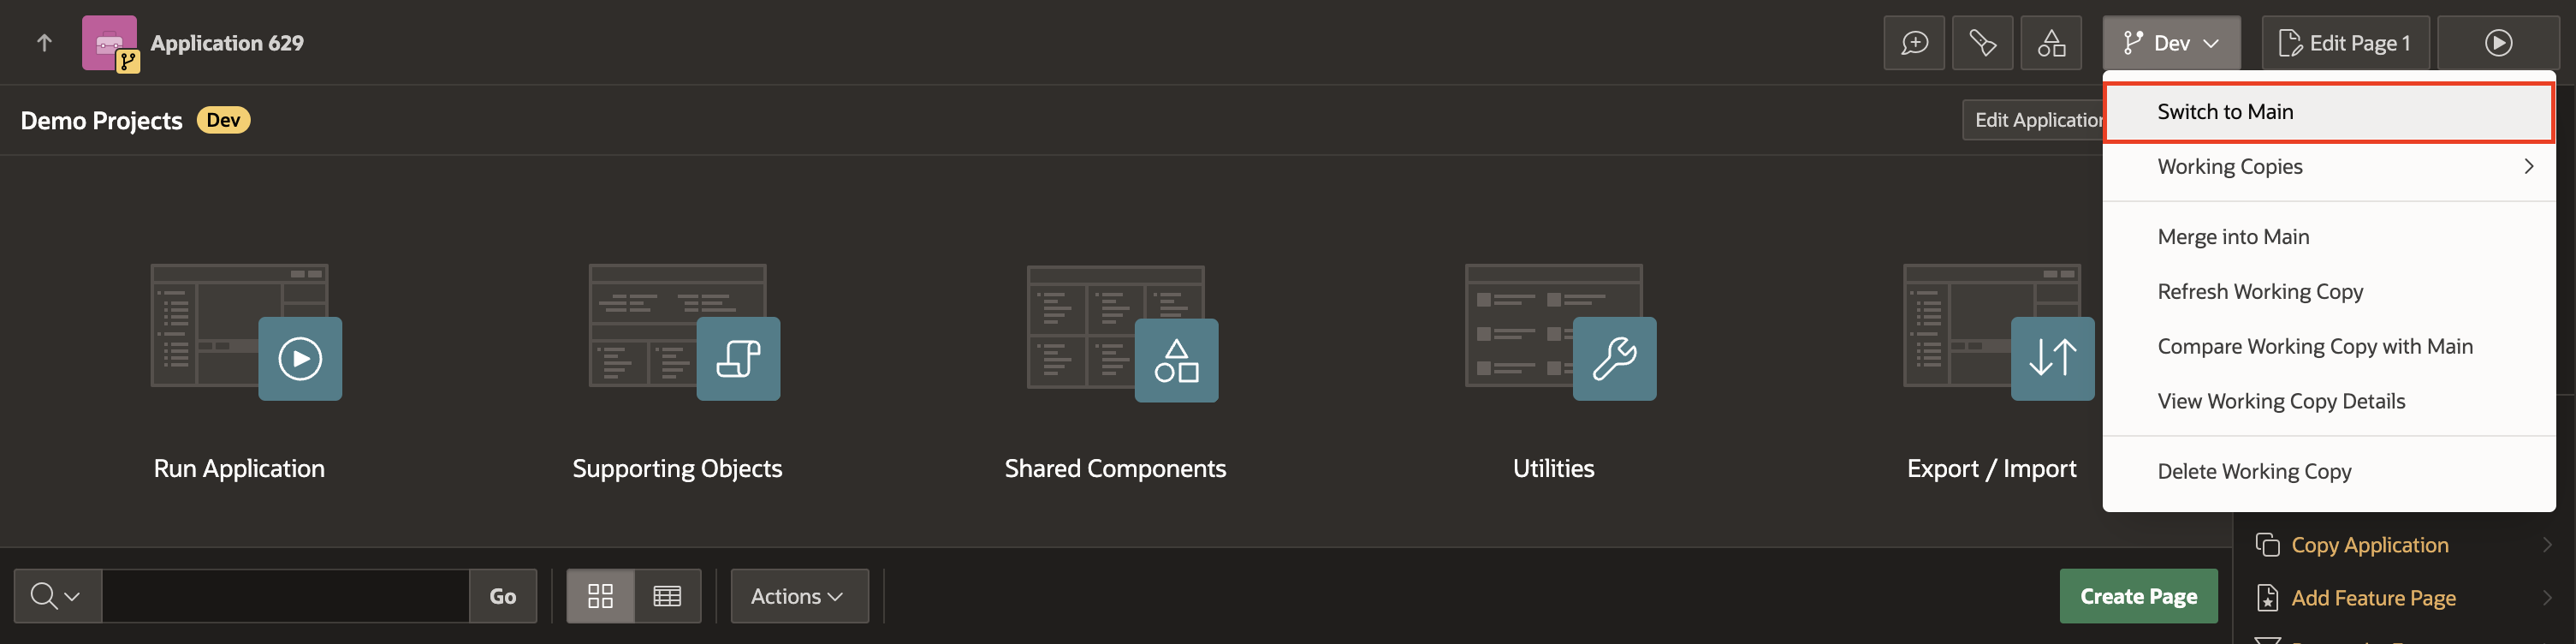 Application 629
Dev
Edit Page 1
Demo Projects Dev
Edit Application
Switch to Main
Working Copies
Merge into Main
Refresh Working Copy
Compare Working Copy with Main
View Working Copy Details
Delete Working Copy
Run Application
Supporting Objects
Shared Components
Utilities
Export / Import
Copy Application
Add Feature Page
Go
Actions
Create Page